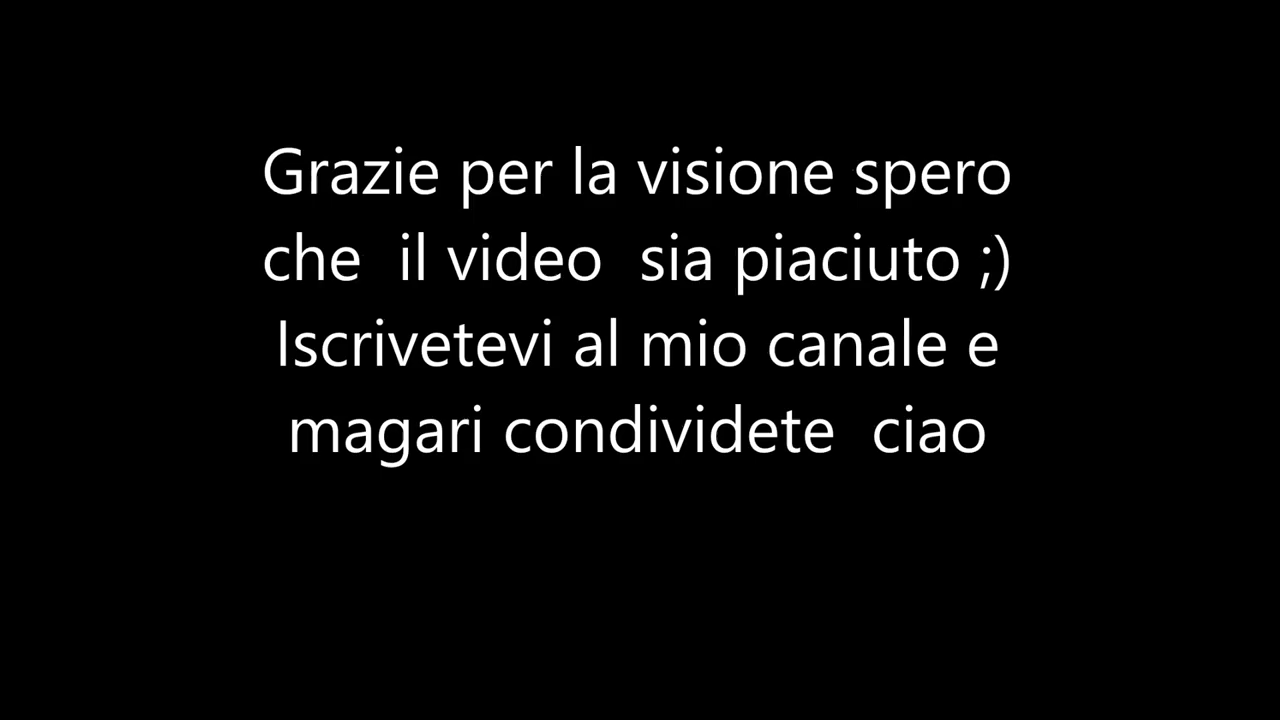 Grazie per la visione spero
che  il video  sia piaciuto ;)
Iscrivetevi al mio canale e
magari condividete  ciao